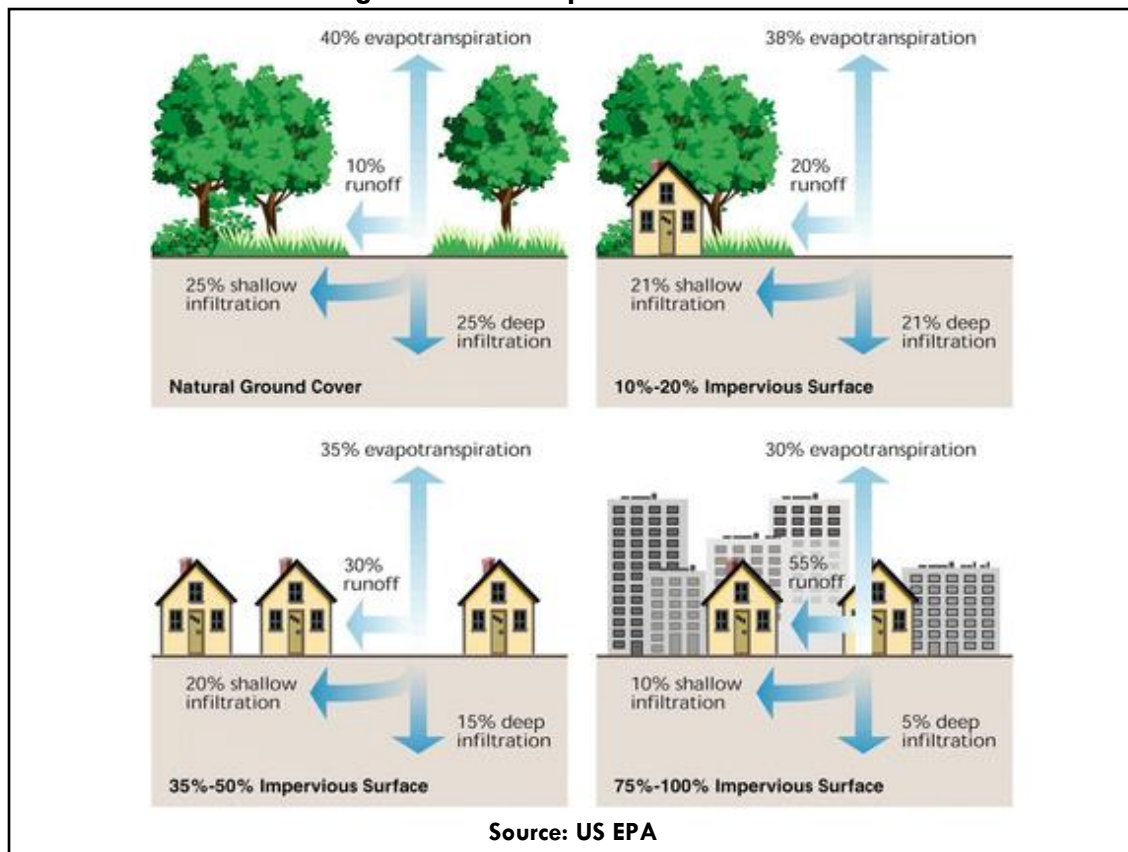 40% evapotranspiration
10%
runoff
25% shallow
infiltration
25% deep
infiltration
Natural Ground Cover
38% evapotranspiration
20%
runoff
21% shallow
infiltration
21% deep
infiltration
10%-20% Impervious Surface
35% evapotranspiration
30%
runoff
20% shallow
infiltration
15% deep
infiltration
35%-50% Impervious Surface
30% evapotranspiration
55%
runoff
10% shallow
infiltration
5% deep
infiltration
75%-100% Impervious Surface
Source: US EPA